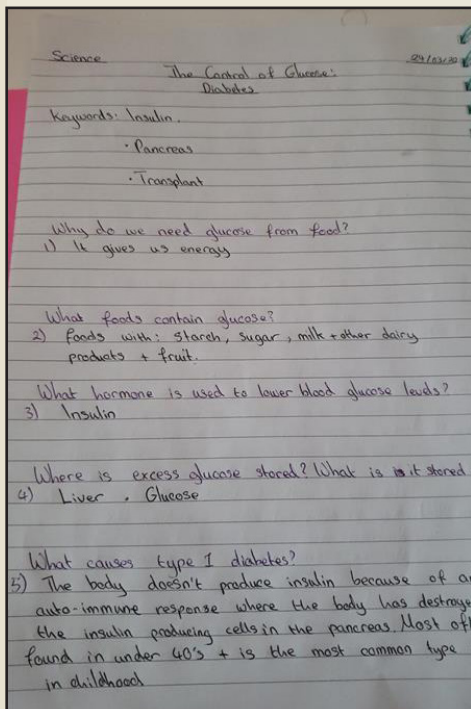 Science
24/03/20
The Control of Glucose:
Diabetes
Keywords: Insulin.
• Pancreas
• Transplant
Why do we need glucose from food?
1) It gives us energy
What foods contain glucose?
2) foods with: starch, sugar, milk + other dairy
products + fruit.
What hormone is used to lower blood glucose levels?
3) Insulin
Where is excess glucose stored? What is it stored
4) Liver . Glucose
What causes type 1 diabetes?
5) The body doesn't produce insulin because of
auto-immune response where the body has
the insulin producing cells in the pancreas. Most
found in under 40's + is the most common type
in childhood